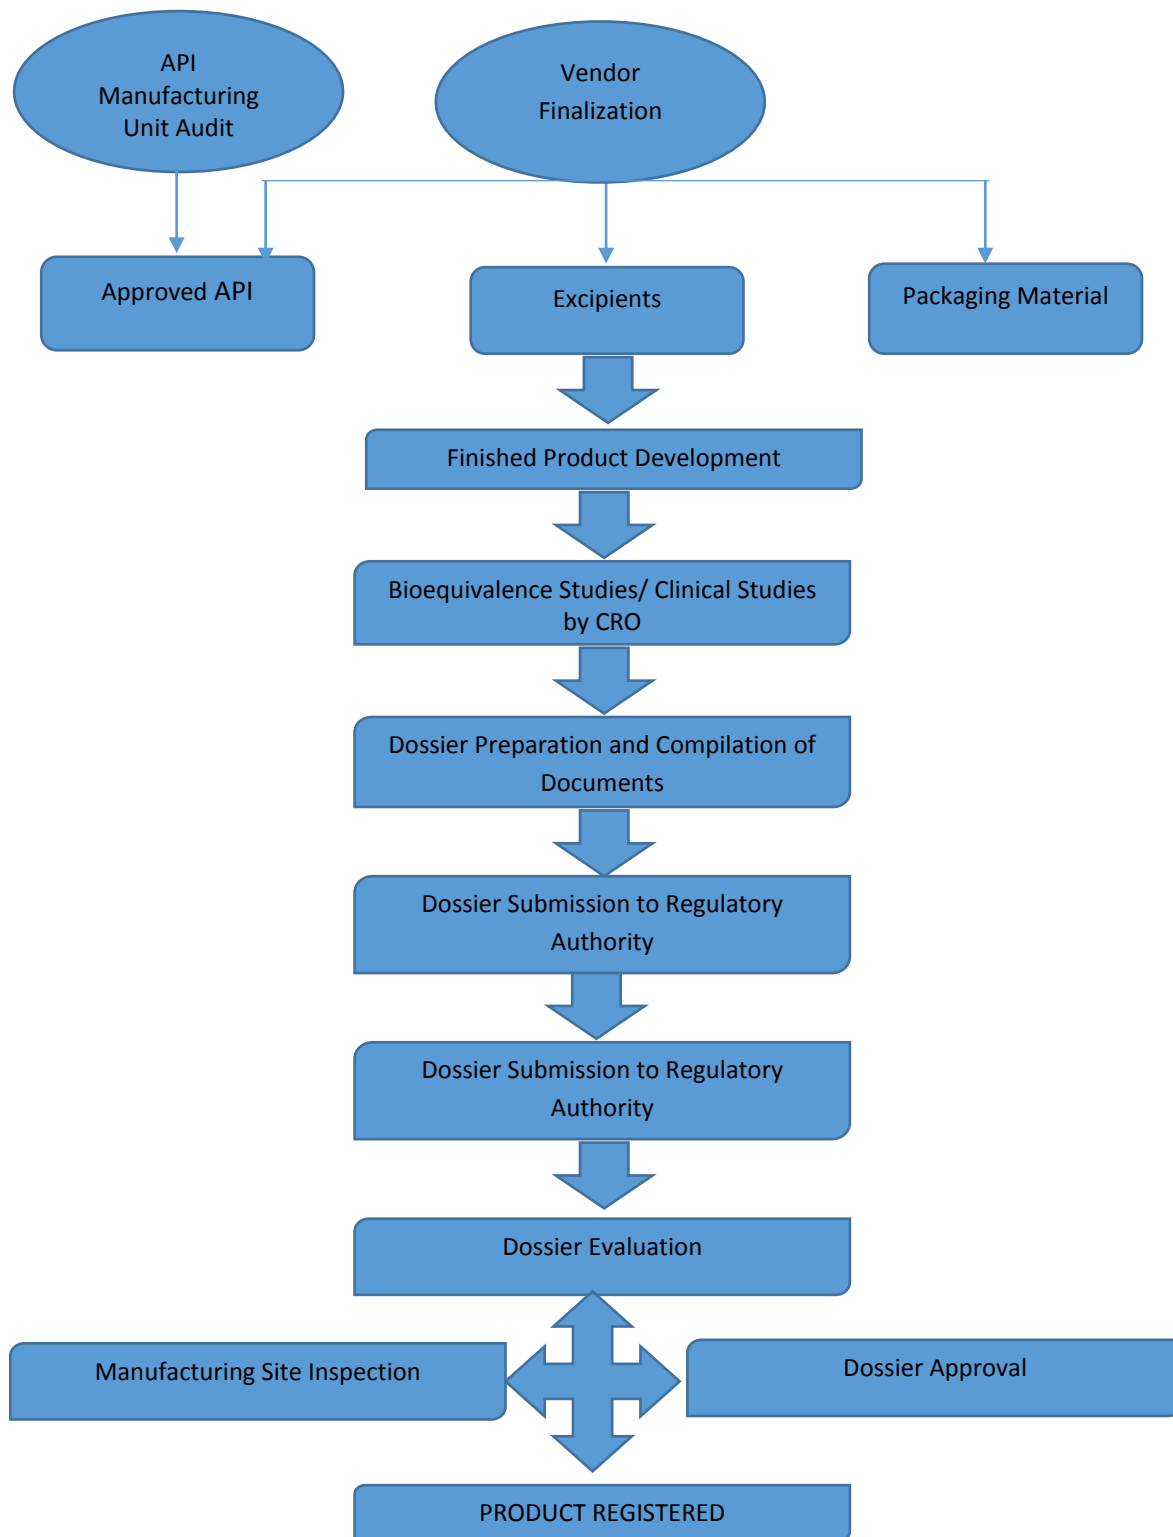 API
Manufacturing
Unit Audit
Vendor
Finalization
Approved API
Excipients
Packaging Material
Finished Product Development
Bioequivalence Studies/ Clinical Studies
by CRO
Dossier Preparation and Compilation of
Documents
Dossier Submission to Regulatory
Authority
Dossier Submission to Regulatory
Authority
Dossier Evaluation
Manufacturing Site Inspection
Dossier Approval
PRODUCT REGISTERED